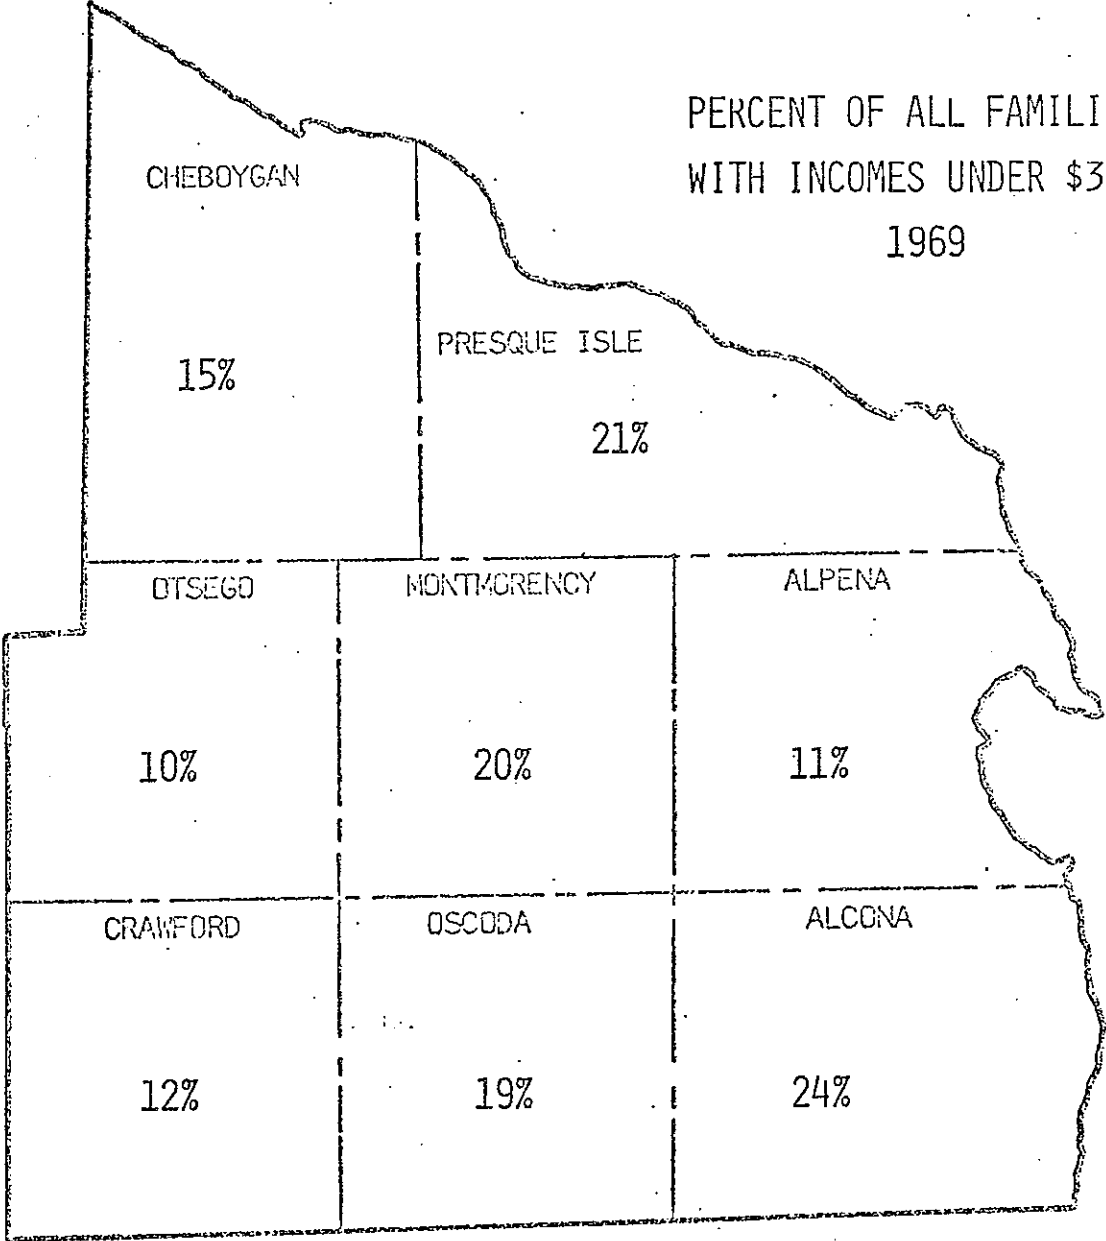 PERCENT OF ALL FAMILI
WITH INCOMES UNDER $3
1969
CHEBOYGAN
15%
PRESQUE ISLE
21%
OTSEGO
10%
MONTMORENCY
20%
ALPENA
11%
CRAWFORD
12%
OSCODA
19%
ALCONA
24%